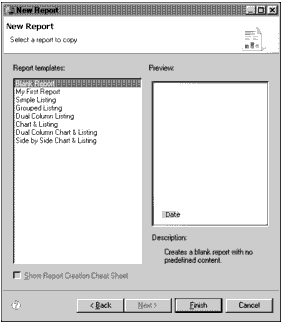 New Report
New Report
Select a report to copy
Report templates:
Preview:
Blank Report
My First Report
Simple Listing
Grouped Listing
Dual Column Listing
Chart & Listing
Dual Column Chart & Listing
Side by Side Chart & Listing
Date
Description:
Creates a blank report with no
predefined content.
Show Report Creation Cheat Sheet
?
< Back
Next >
Finish
Cancel